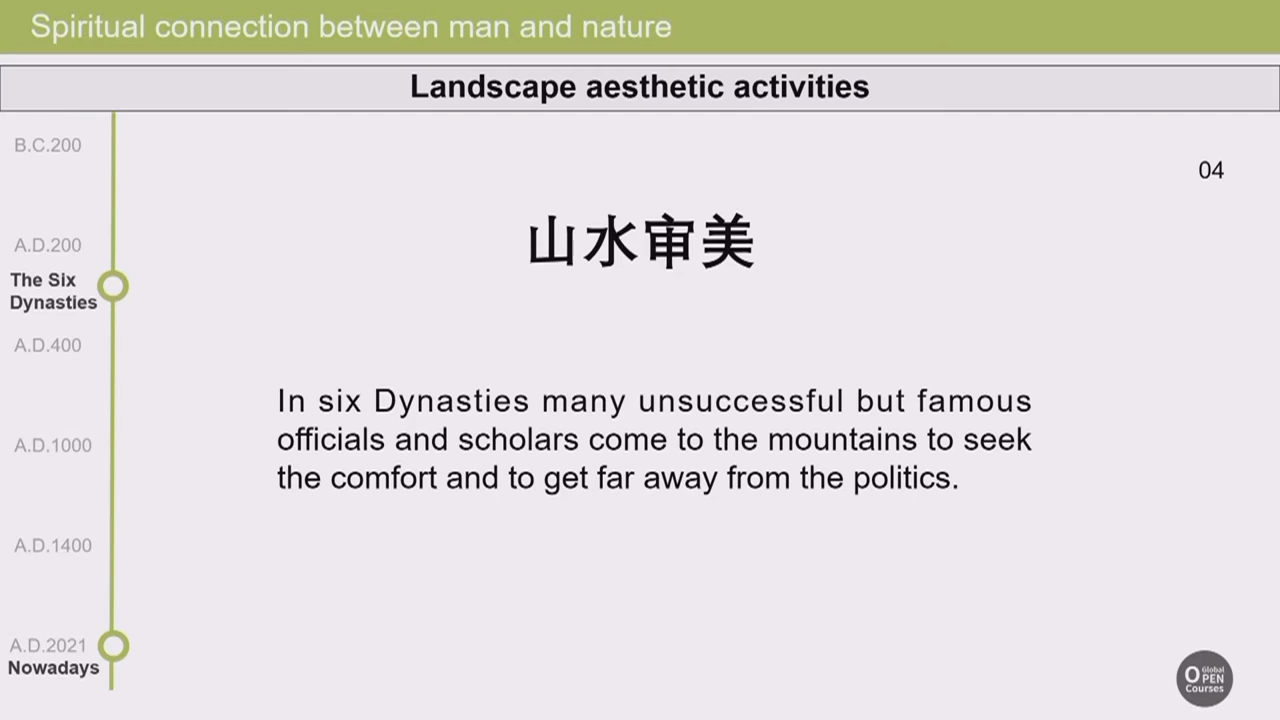 Spiritual connection between man and nature
Landscape aesthetic activities
B.C.200
04
山水审美
A.D.200
The Six
Dynasties
A.D.400
In six Dynasties many unsuccessful but famous
officials and scholars come to the mountains to seek
the comfort and to get far away from the politics.
A.D.1000
A.D.1400
A.D.2021
Nowadays
Global
OPEN
Courses